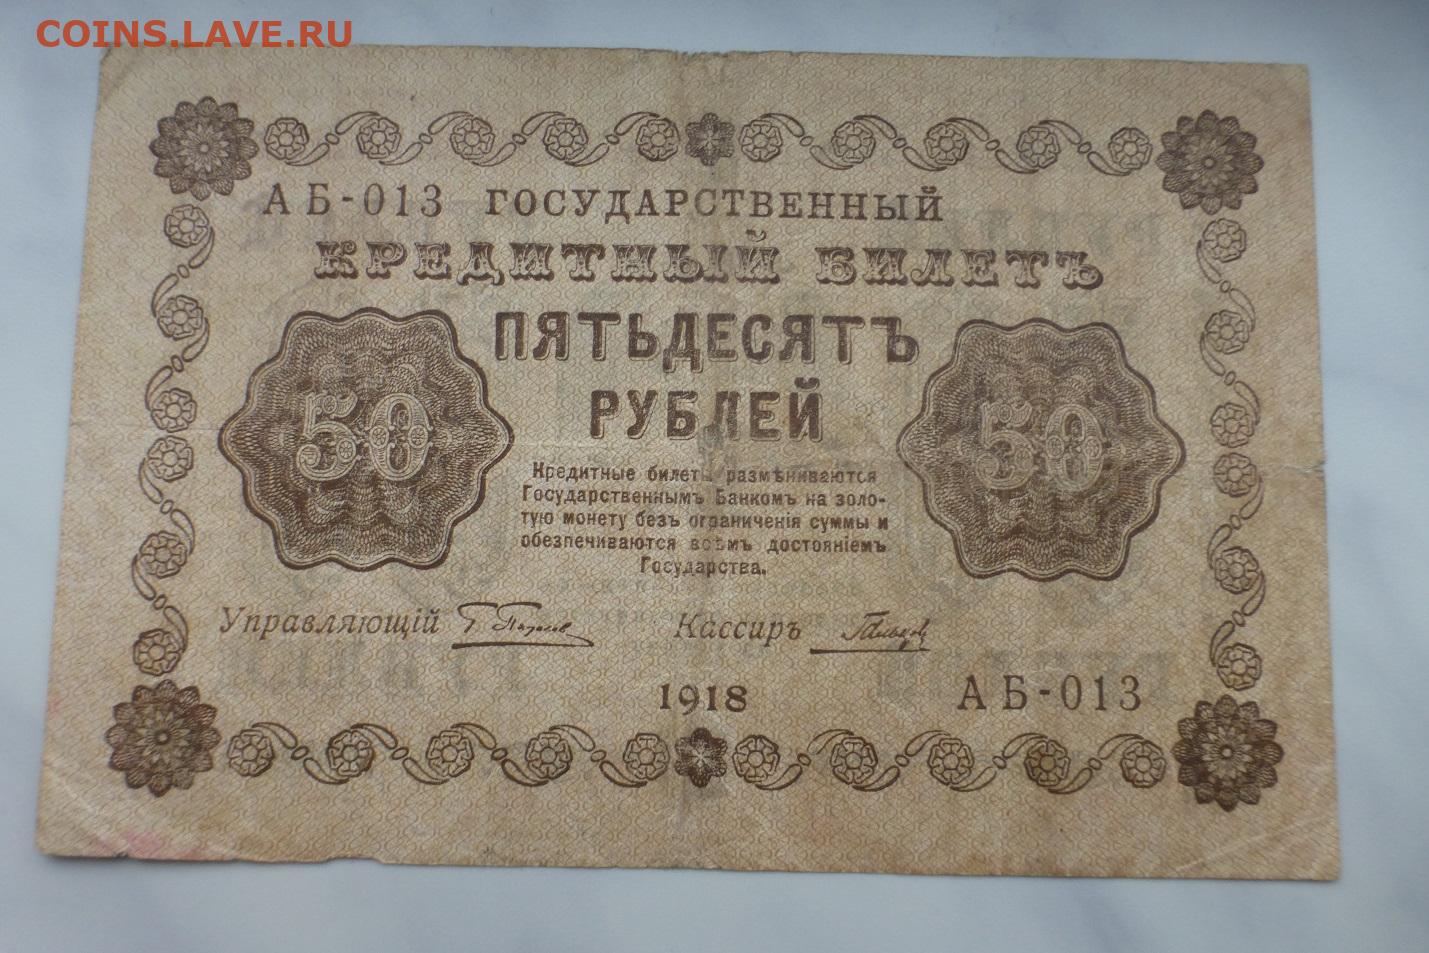 COINS.LAVE.RU
АБ-013 ГОСУДАРСТВЕННЫЙ
КРЕДИТНЫЙ БИЛЕТЪ
ПЯТЬДЕСЯТЪ
РУБЛЕЙ
50 50
Кредитные билеты размѣниваются
Государственнымъ Банкомъ на золо-
тую монету безъ ограниченія суммы и
обезпечиваются всѣмъ достояніемъ
Государства.
Управляющій Кассиръ
1918 АБ-013